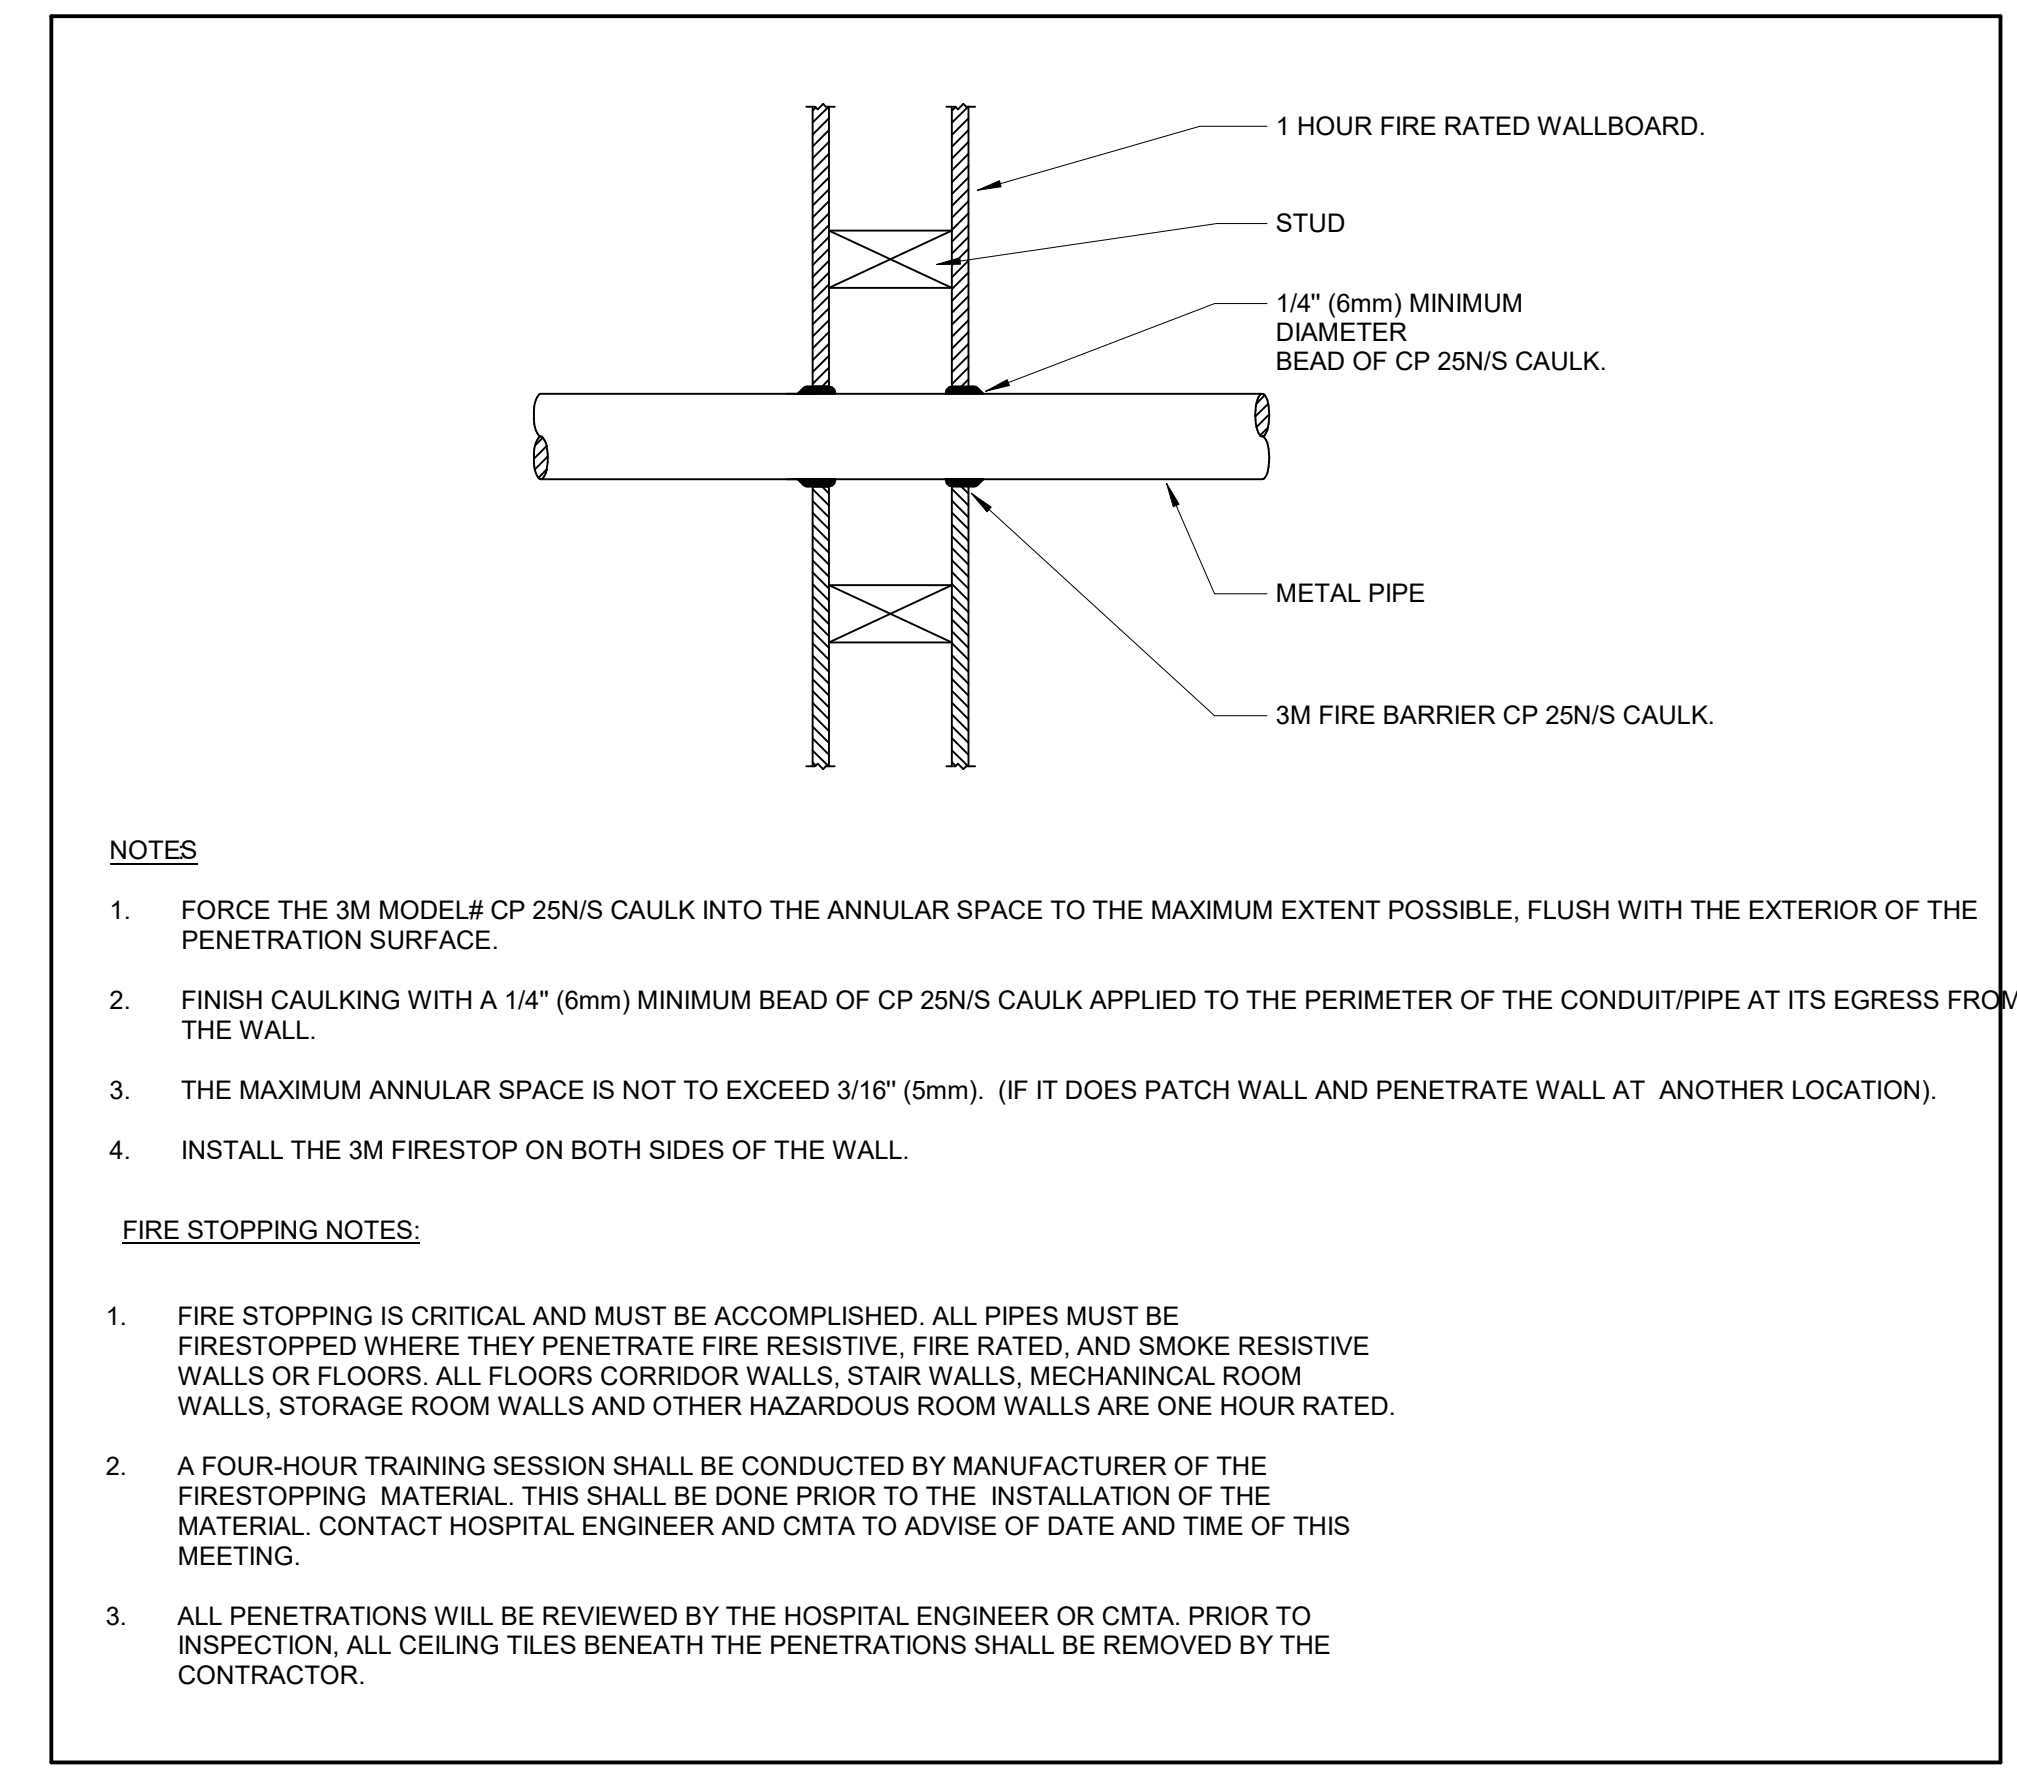 1 HOUR FIRE RATED WALLBOARD.
STUD
1/4" (6mm) MINIMUM
DIAMETER
BEAD OF CP 25N/S CAULK.
METAL PIPE
3M FIRE BARRIER CP 25N/S CAULK.
NOTES:
1. FORCE THE 3M MODEL# CP 25N/S CAULK INTO THE ANNULAR SPACE TO THE MAXIMUM EXTENT POSSIBLE, FLUSH WITH THE EXTERIOR OF THE
PENETRATION SURFACE.
2. FINISH CAULKING WITH A 1/4" (6mm) MINIMUM BEAD OF CP 25N/S CAULK APPLIED TO THE PERIMETER OF THE CONDUIT/PIPE AT ITS EGRESS FROM
THE WALL.
3. THE MAXIMUM ANNULAR SPACE IS NOT TO EXCEED 3/16" (5mm). (IF IT DOES PATCH WALL AND PENETRATE WALL AT ANOTHER LOCATION).
4. INSTALL THE 3M FIRESTOP ON BOTH SIDES OF THE WALL.
FIRE STOPPING NOTES:
1. FIRE STOPPING IS CRITICAL AND MUST BE ACCOMPLISHED. ALL PIPES MUST BE
FIRESTOPPED WHERE THEY PENETRATE FIRE RESISTIVE, FIRE RATED, AND SMOKE RESISTIVE
WALLS OR FLOORS. ALL FLOORS CORRIDOR WALLS, STAIR WALLS, MECHANINCAL ROOM
WALLS, STORAGE ROOM WALLS AND OTHER HAZARDOUS ROOM WALLS ARE ONE HOUR RATED.
2. A FOUR-HOUR TRAINING SESSION SHALL BE CONDUCTED BY MANUFACTURER OF THE
FIRESTOPPING MATERIAL. THIS SHALL BE DONE PRIOR TO THE INSTALLATION OF THE
MATERIAL. CONTACT HOSPITAL ENGINEER AND CMTA TO ADVISE OF DATE AND TIME OF THIS
MEETING.
3. ALL PENETRATIONS WILL BE REVIEWED BY THE HOSPITAL ENGINEER OR CMTA. PRIOR TO
INSPECTION, ALL CEILING TILES BENEATH THE PENETRATIONS SHALL BE REMOVED BY THE
CONTRACTOR.